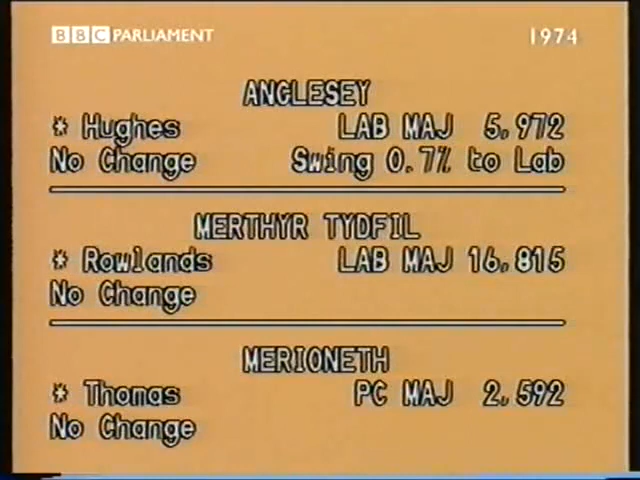 BBC PARLIAMENT 1974
ANGLESEY
* Hughes LAB MAJ 5,972
No Change Swing 0.7% to Lab
MERTHYR TYDFIL
* Rowlands LAB MAJ 16,815
No Change
MERIONETH
* Thomas PC MAJ 2,592
No Change